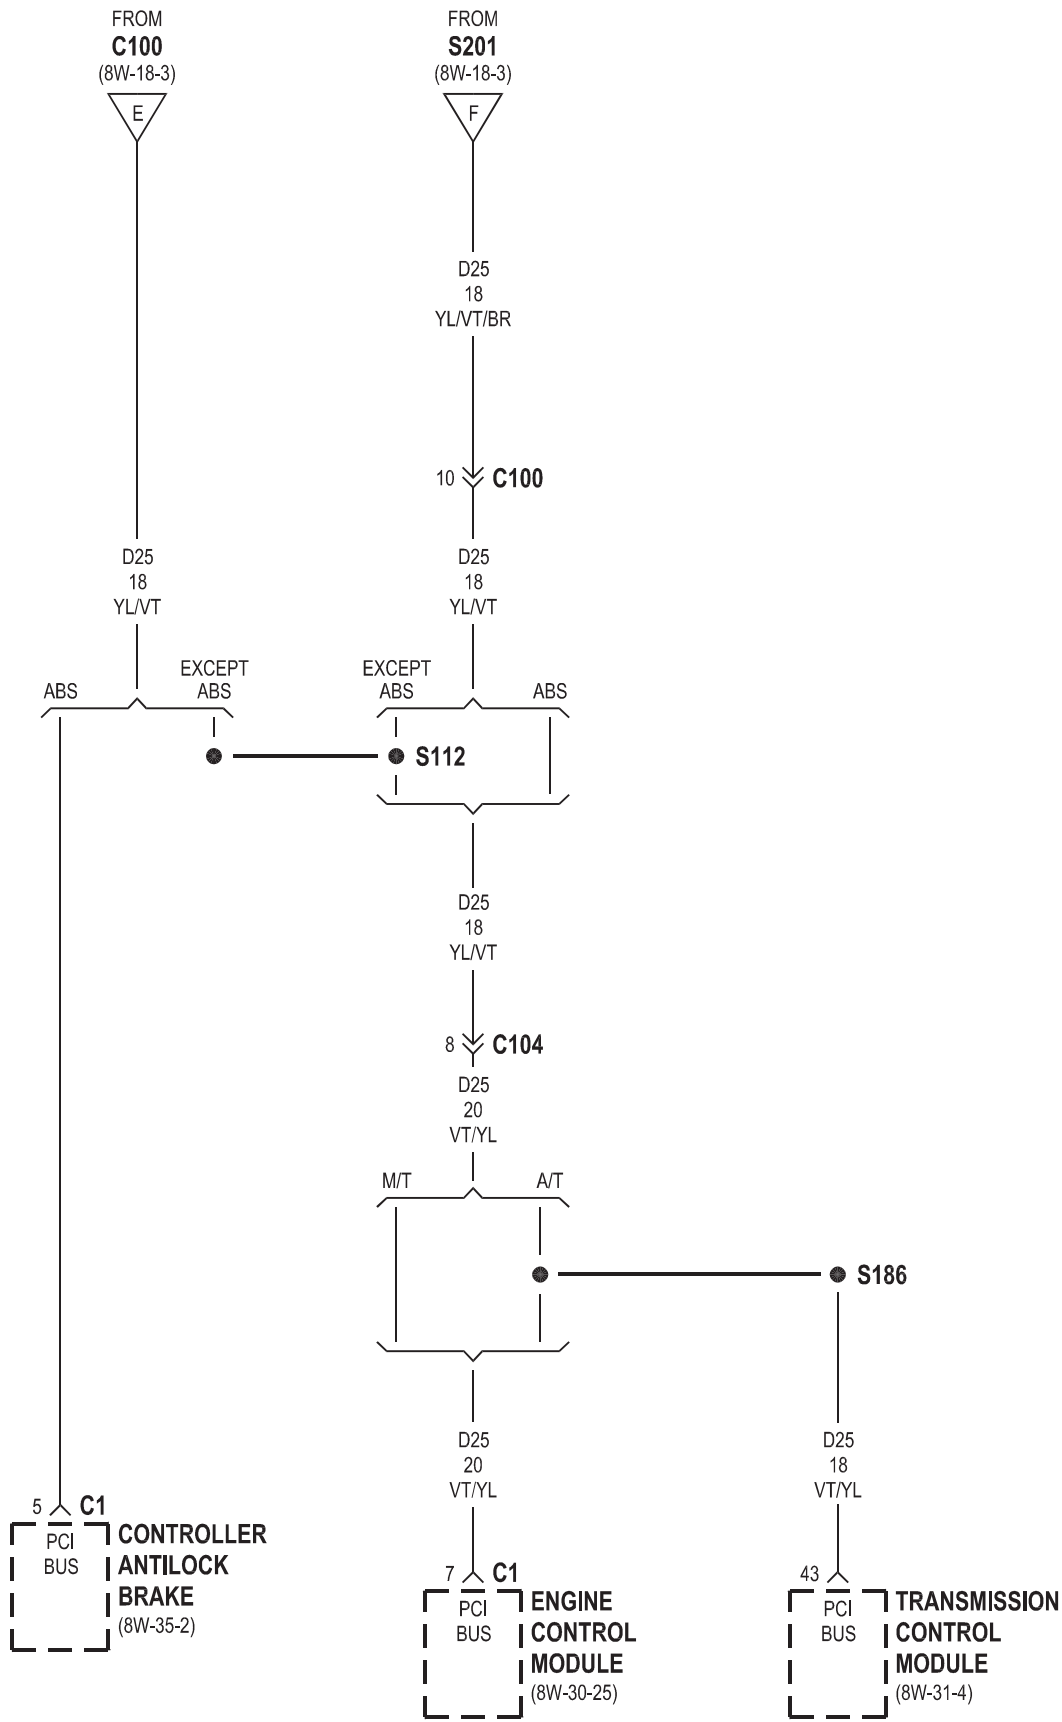 FROM
C100
(8W-18-3)
E
FROM
S201
(8W-18-3)
F
D25
18
YL/VT/BR
10
C100
D25
18
YL/VT
D25
18
YL/VT
ABS
EXCEPT
ABS
EXCEPT
ABS
ABS
S112
D25
18
YL/VT
8
C104
D25
20
VT/YL
M/T
A/T
S186
D25
20
VT/YL
D25
18
VT/YL
5
C1
PCI
BUS
CONTROLLER
ANTILOCK
BRAKE
(8W-35-2)
7
C1
PCI
BUS
ENGINE
CONTROL
MODULE
(8W-30-25)
43
PCI
BUS
TRANSMISSION
CONTROL
MODULE
(8W-31-4)